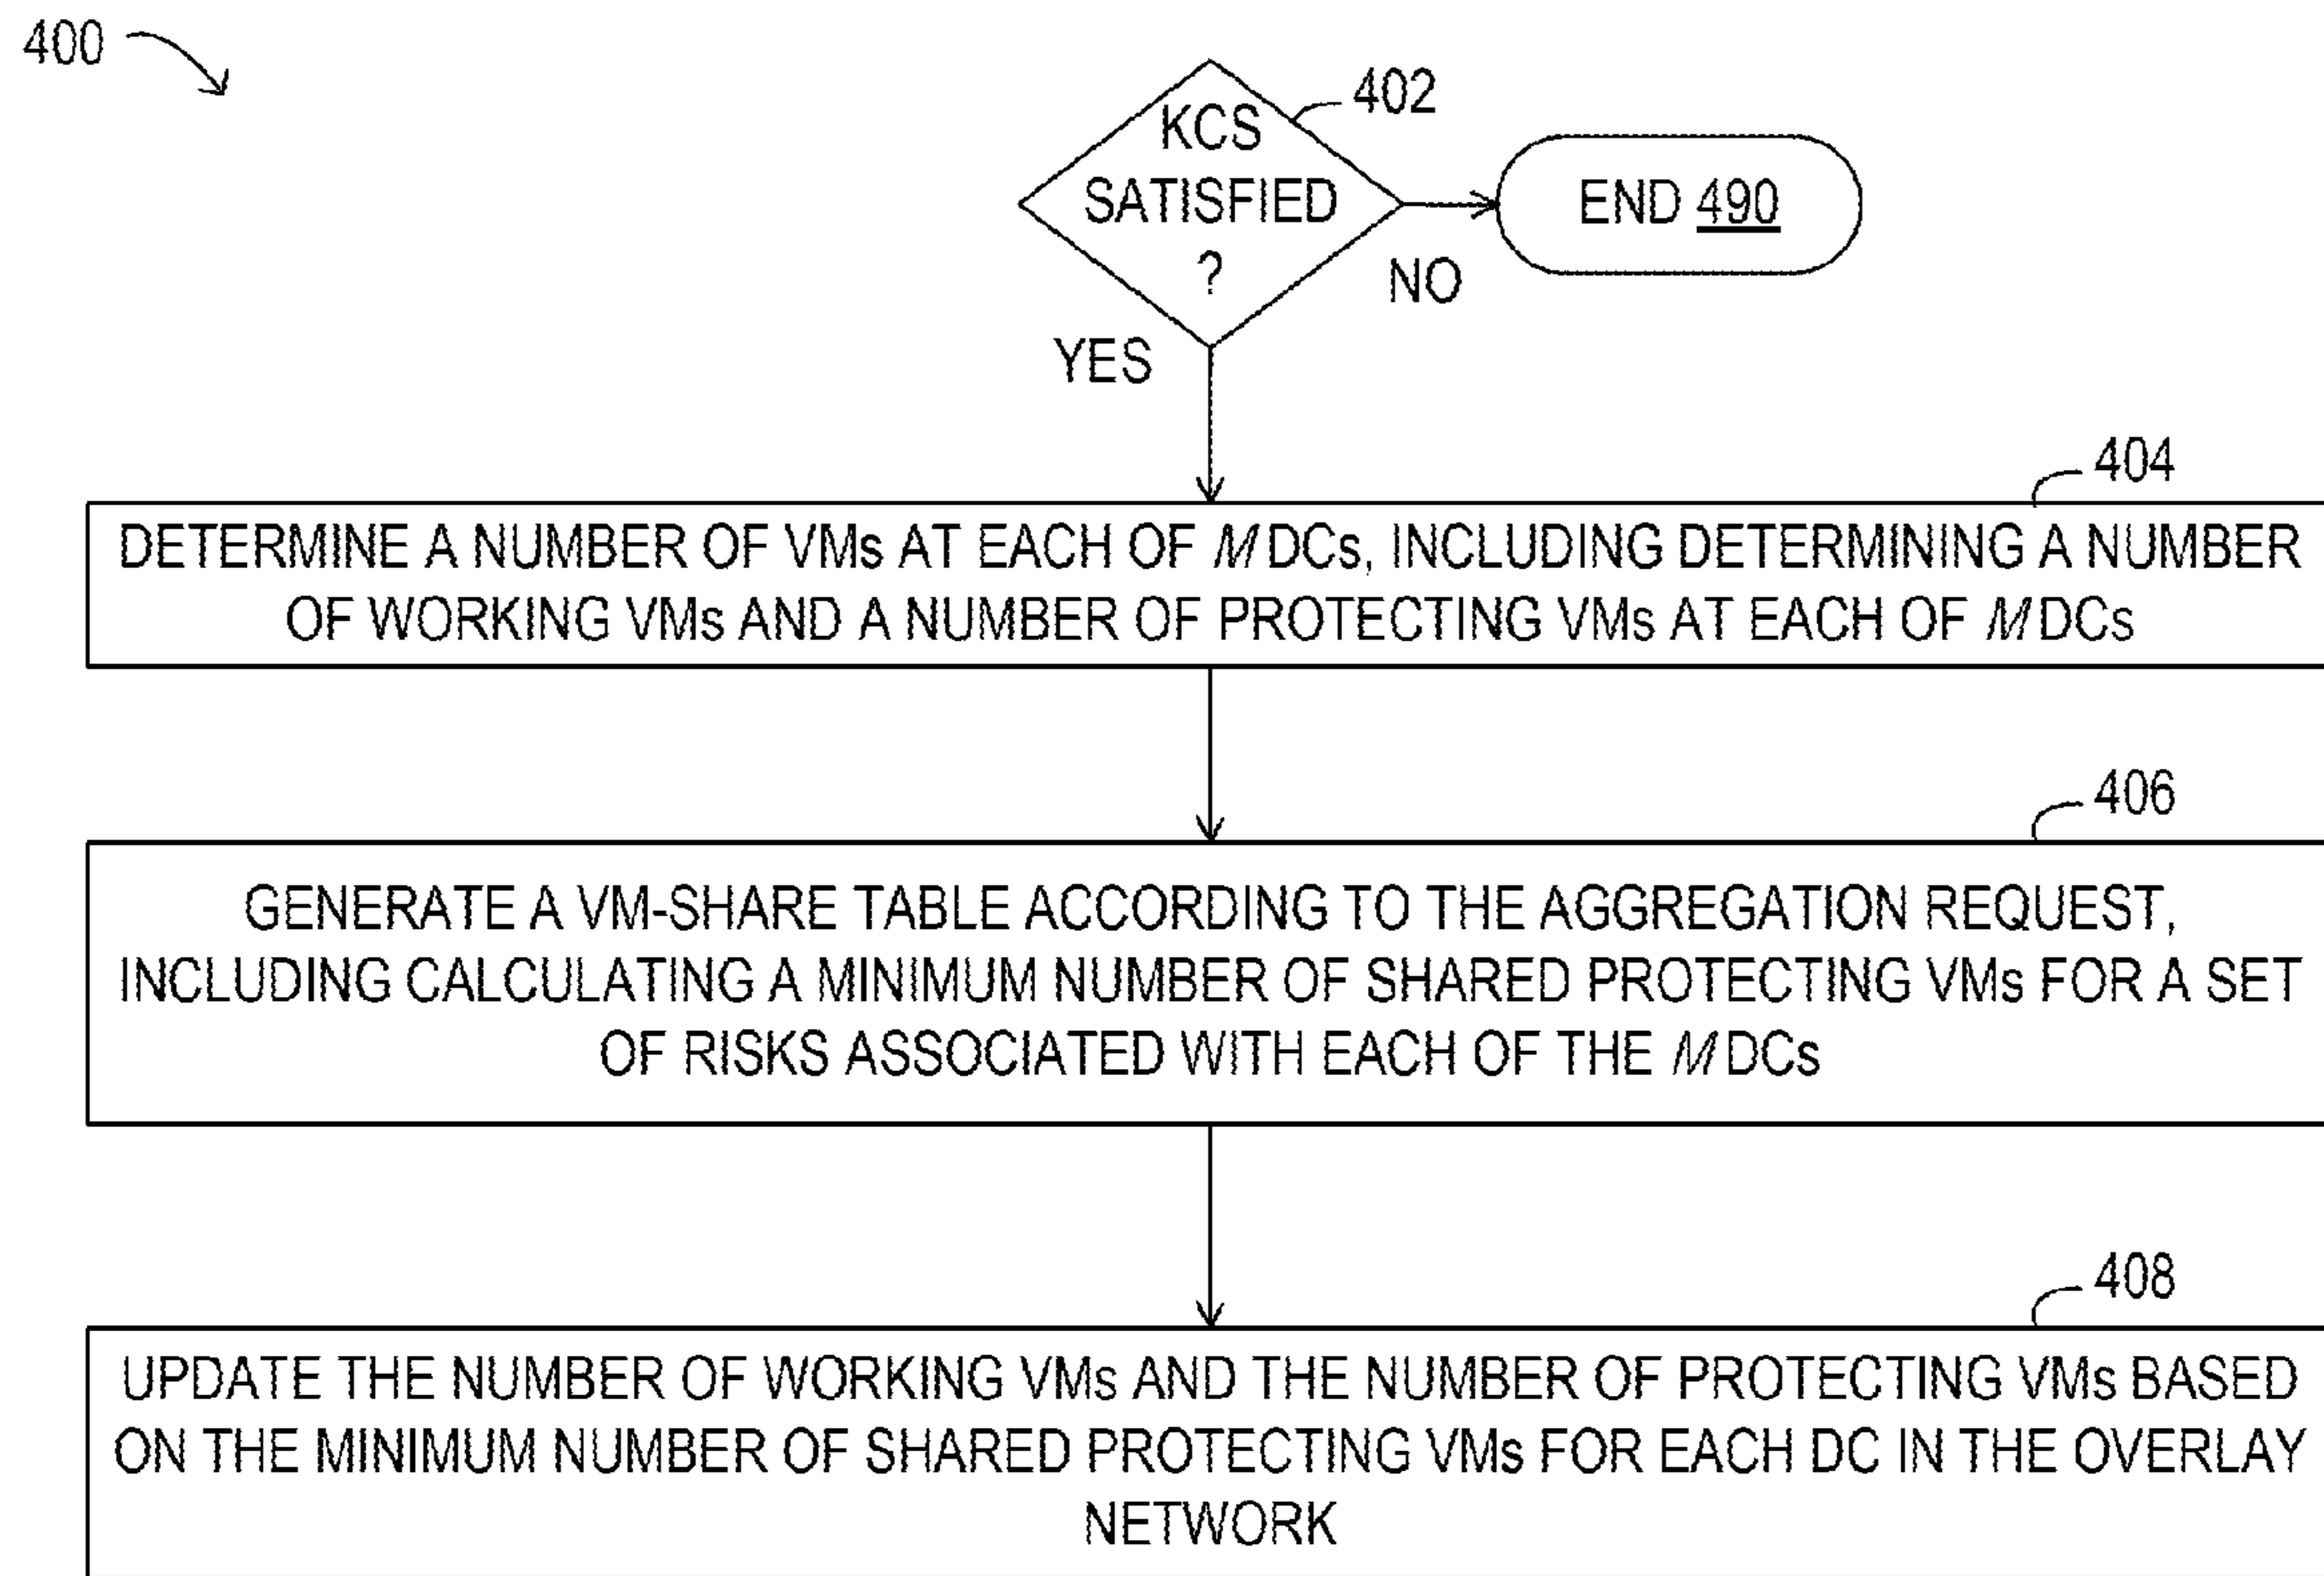 400
402
KCS
SATISFIED
?
END 490
NO
YES
404
DETERMINE A NUMBER OF VMs AT EACH OF M DCs, INCLUDING DETERMINING A NUMBER
OF WORKING VMs AND A NUMBER OF PROTECTING VMs AT EACH OF M DCs
406
GENERATE A VM-SHARE TABLE ACCORDING TO THE AGGREGATION REQUEST,
INCLUDING CALCULATING A MINIMUM NUMBER OF SHARED PROTECTING VMs FOR A SET
OF RISKS ASSOCIATED WITH EACH OF THE M DCs
408
UPDATE THE NUMBER OF WORKING VMs AND THE NUMBER OF PROTECTING VMs BASED
ON THE MINIMUM NUMBER OF SHARED PROTECTING VMs FOR EACH DC IN THE OVERLAY
NETWORK